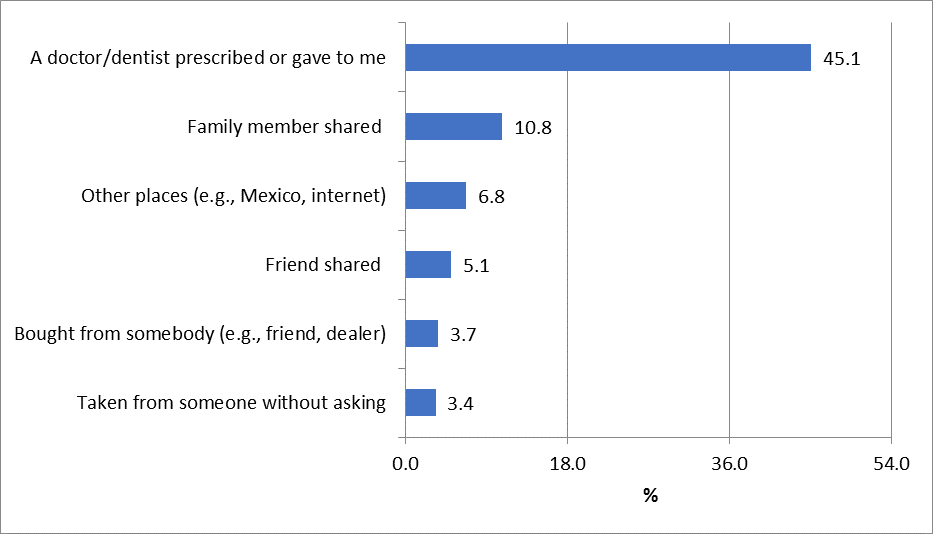 A doctor/dentist prescribed or gave to me 45.1
Family member shared 10.8
Other places (e.g., Mexico, internet) 6.8
Friend shared 5.1
Bought from somebody (e.g., friend, dealer) 3.7
Taken from someone without asking 3.4
0.0 18.0 36.0 54.0
%